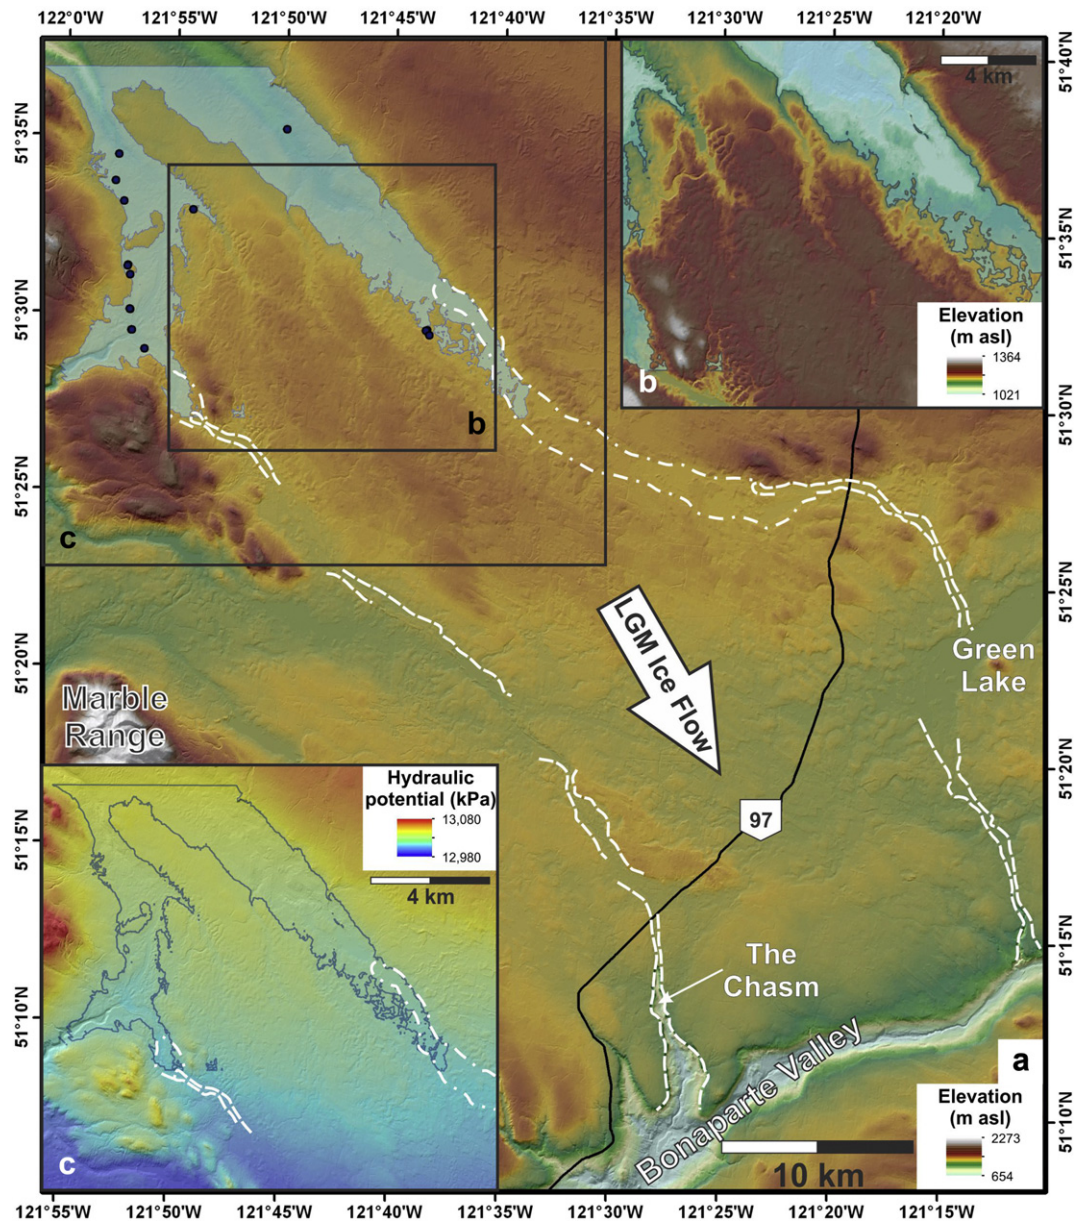 122°0'W 121°55'W 121°50'W 121°45'W 121°40'W 121°35'W 121°30'W 121°25'W 121°20'W
51°40'N
4 km
51°35'N
51°35'N
Elevation
(m asl)
1364
1021
b
51°30'N
51°30'N
b
51°25'N
c
51°25'N
LGM Ice Flow
Green
Lake
51°20'N
Marble
Range
51°20'N
Hydraulic
potential (kPa)
13,080
12,980
97
4 km
51°15'N
The
Chasm
51°15'N
51°10'N
Bonaparte Valley
a
Elevation
(m asl)
2273
654
51°10'N
c
10 km
121°55'W 121°50'W 121°45'W 121°40'W 121°35'W 121°30'W 121°25'W 121°20'W 121°15'W